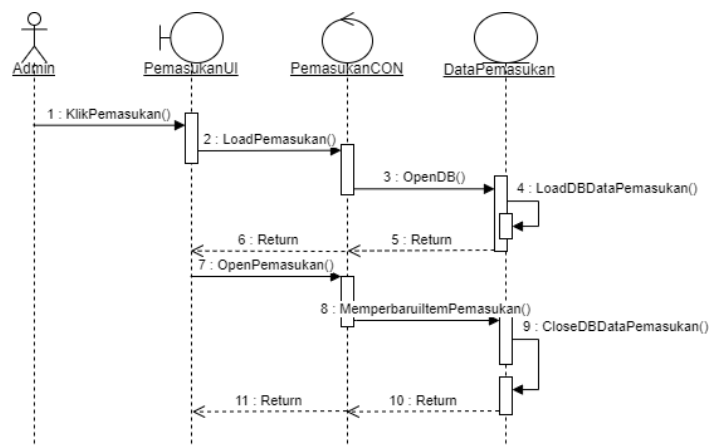 Admin
PemasukanUI
PemasukanCON
DataPemasukan
1 : KlikPemasukan()
2 : LoadPemasukan()
3 : OpenDB()
4 : LoadDBDataPemasukan()
6 : Return
5 : Return
7 : OpenPemasukan()
8 : MemperbaruiItemPemasukan()
9 : CloseDBDataPemasukan()
11 : Return
10 : Return